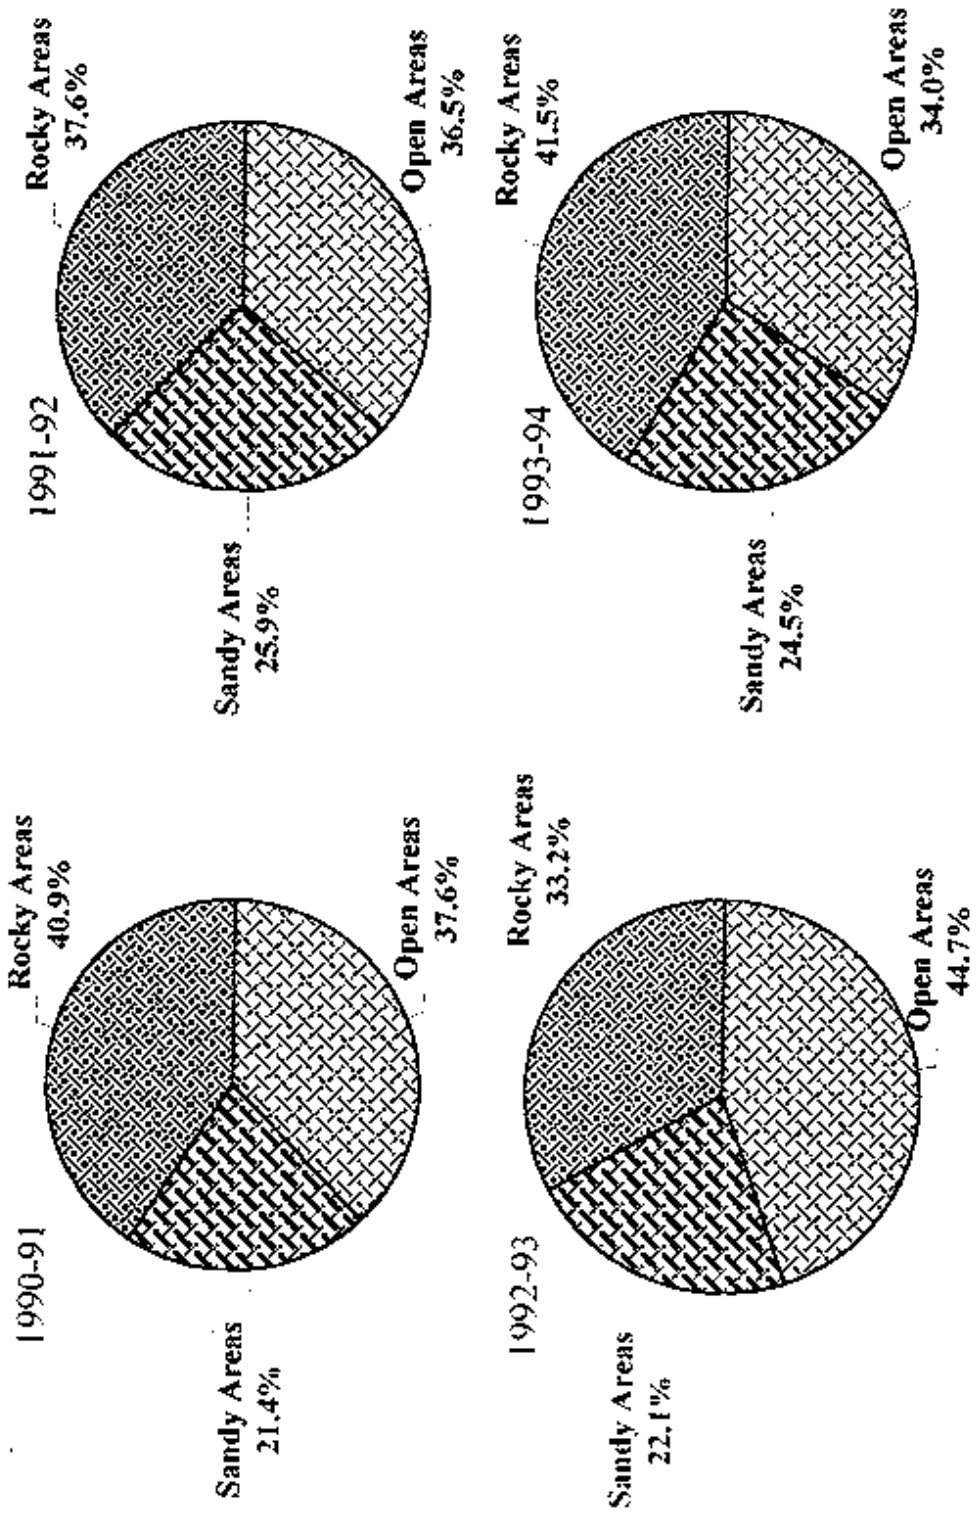 1990-91
Rocky Areas
40.9%
Sandy Areas
21.4%
Open Areas
37.6%
1991-92
Rocky Areas
37.6%
Sandy Areas
25.9%
Open Areas
36.5%
1992-93
Rocky Areas
33.2%
Sandy Areas
22.1%
Open Areas
44.7%
1993-94
Rocky Areas
41.5%
Sandy Areas
24.5%
Open Areas
34.0%